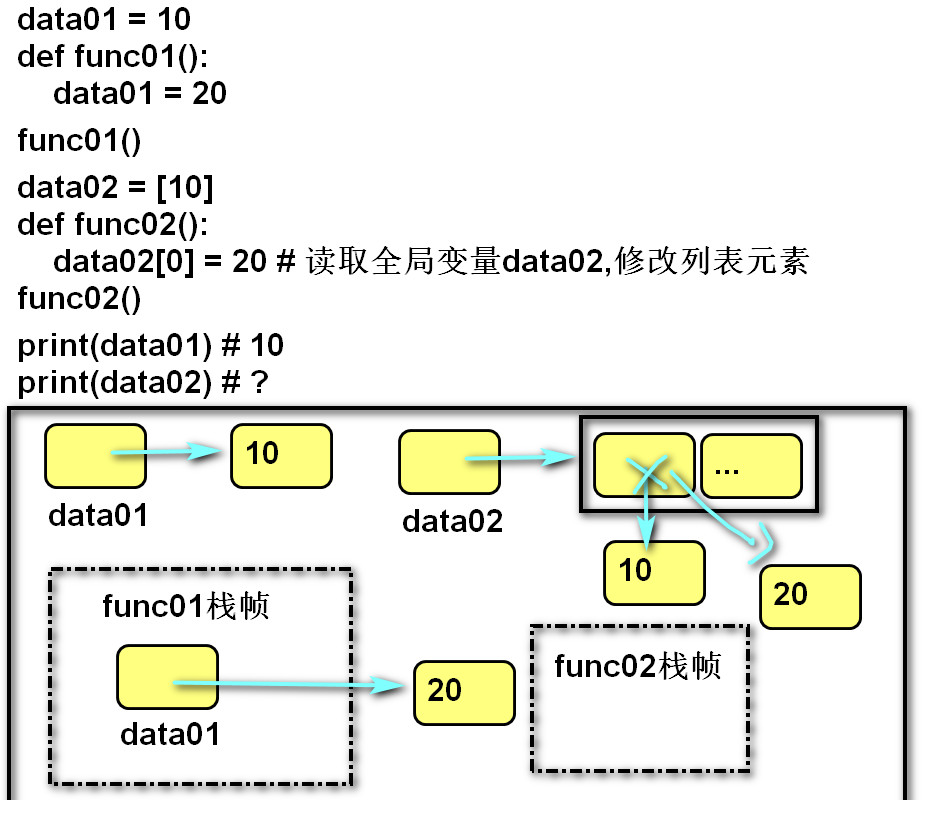 data01 = 10
def func01():
    data01 = 20
func01()
data02 = [10]
def func02():
    data02[0] = 20 # 读取全局变量data02,修改列表元素
func02()
print(data01) # 10
print(data02) # ?
10
...
data01
data02
10
20
func01栈帧
func02栈帧
20
data01